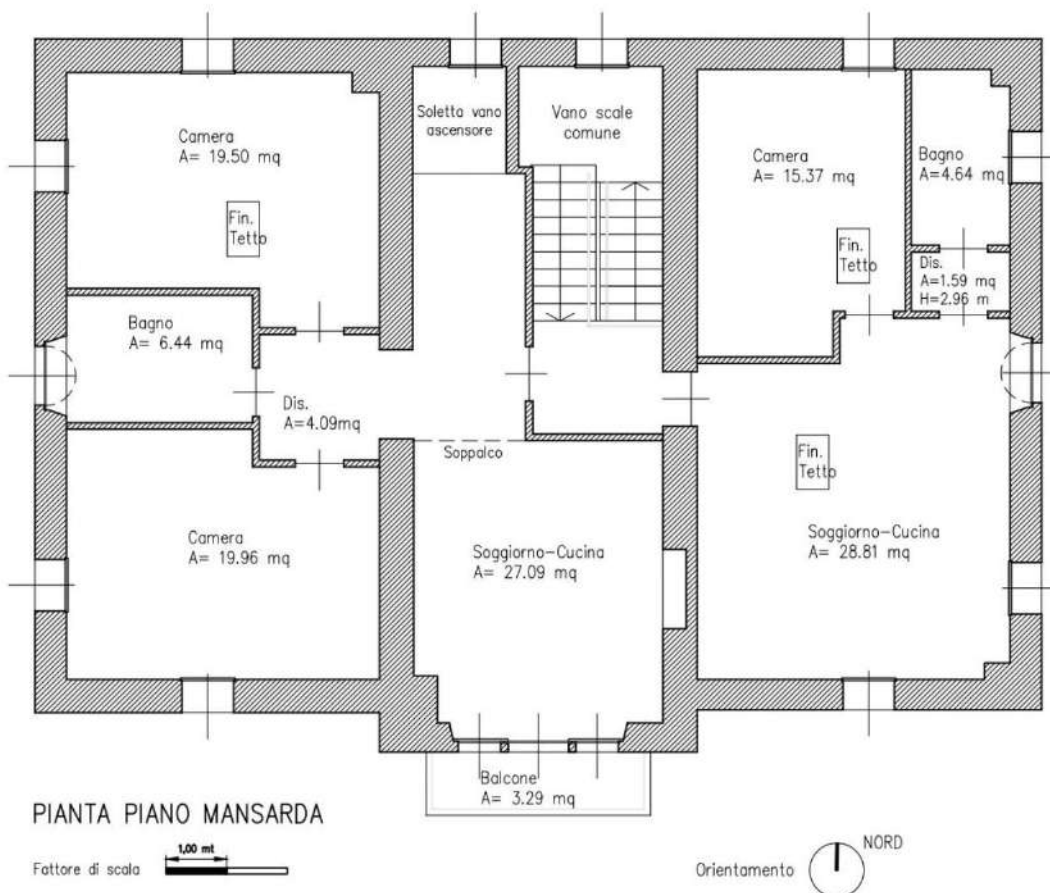 Camera
A= 19.50 mq
Fin.
Tetto
Soletta vano
ascensore
Vano scale
comune
Camera
A= 15.37 mq
Fin.
Tetto
Bagno
A=4.64 mq
Dis.
A=1.59 mq
H=2.96 m
Bagno
A= 6.44 mq
Dis.
A=4.09mq
Soppalco
Fin.
Tetto
Camera
A= 19.96 mq
Soggiorno-Cucina
A= 27.09 mq
Soggiorno-Cucina
A= 28.81 mq
Balcone
A= 3.29 mq
PIANTA PIANO MANSARDA
Fattore di scala
1,00 mt
Orientamento
NORD